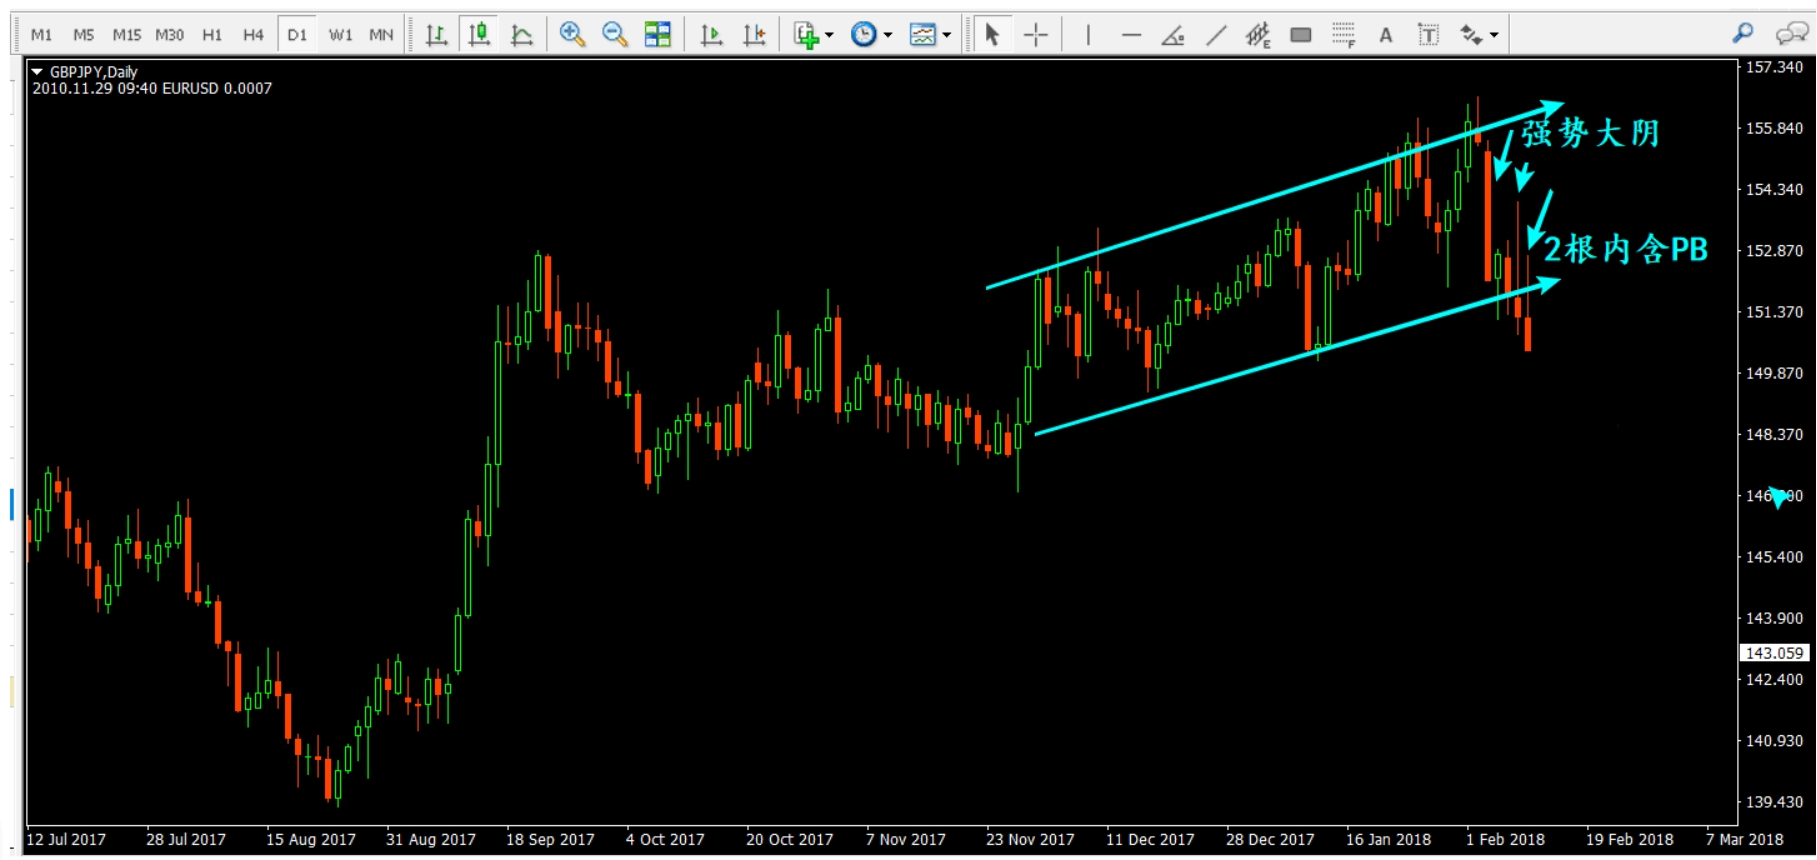 M1 M5 M15 M30 H1 H4 D1 W1 MN E F A T
GBPJPY,Daily
2010.11.29 09:40 EURUSD 0.0007
157.340
强势大阴
155.840
154.340
2根内含PB
152.870
151.370
149.870
148.370
145.400
143.900
143.059
142.400
140.930
139.430
12 Jul 2017 28 Jul 2017 15 Aug 2017 31 Aug 2017 18 Sep 2017 4 Oct 2017 20 Oct 2017 7 Nov 2017 23 Nov 2017 11 Dec 2017 28 Dec 2017 16 Jan 2018 1 Feb 2018 19 Feb 2018 7 Mar 2018